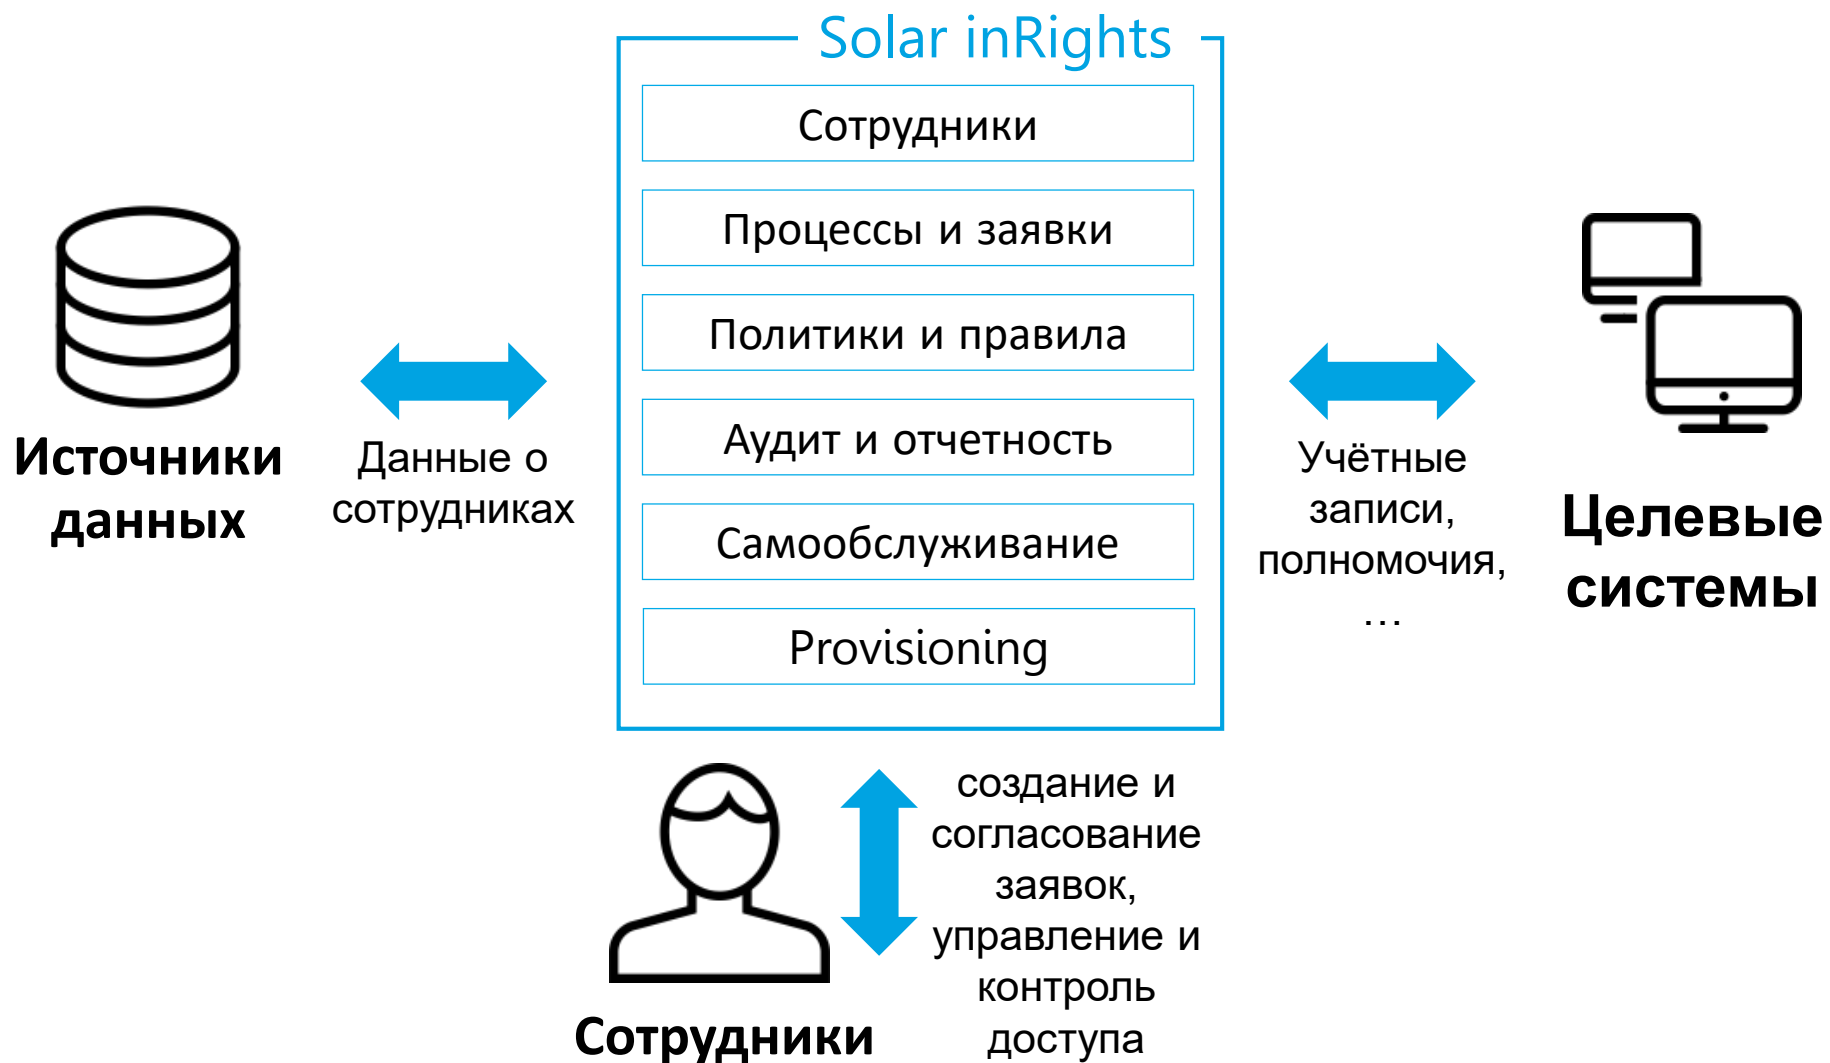 Solar inRights
Сотрудники
Процессы и заявки
Политики и правила
Аудит и отчетность
Самообслуживание
Provisioning
Источники
данных
Данные о
сотрудниках
Учётные
записи,
полномочия,
...
Целевые
системы
Сотрудники
создание и
согласование
заявок,
управление и
контроль
доступа